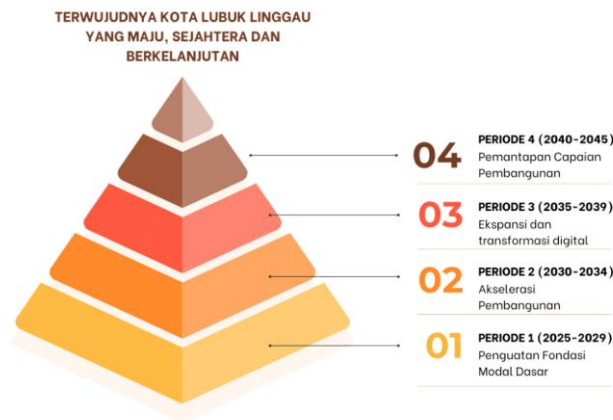 TERWUJUDNYA KOTA LUBUK LINGGAU
YANG MAJU, SEJAHTERA DAN
BERKELANJUTAN
04
PERIODE 4 (2040-2045)
Pemantapan Capaian
Pembangunan
03
PERIODE 3 (2035-2039)
Ekspansi dan
transformasi digital
02
PERIODE 2 (2030-2034)
Akselerasi
Pembangunan
01
PERIODE 1 (2025-2029)
Penguatan Fondasi
Modal Dasar